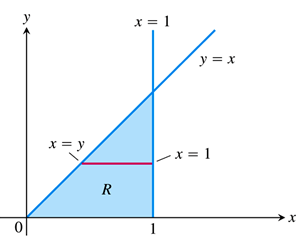 y
x = 1
y = x
x = y
x = 1
R
x
0
1